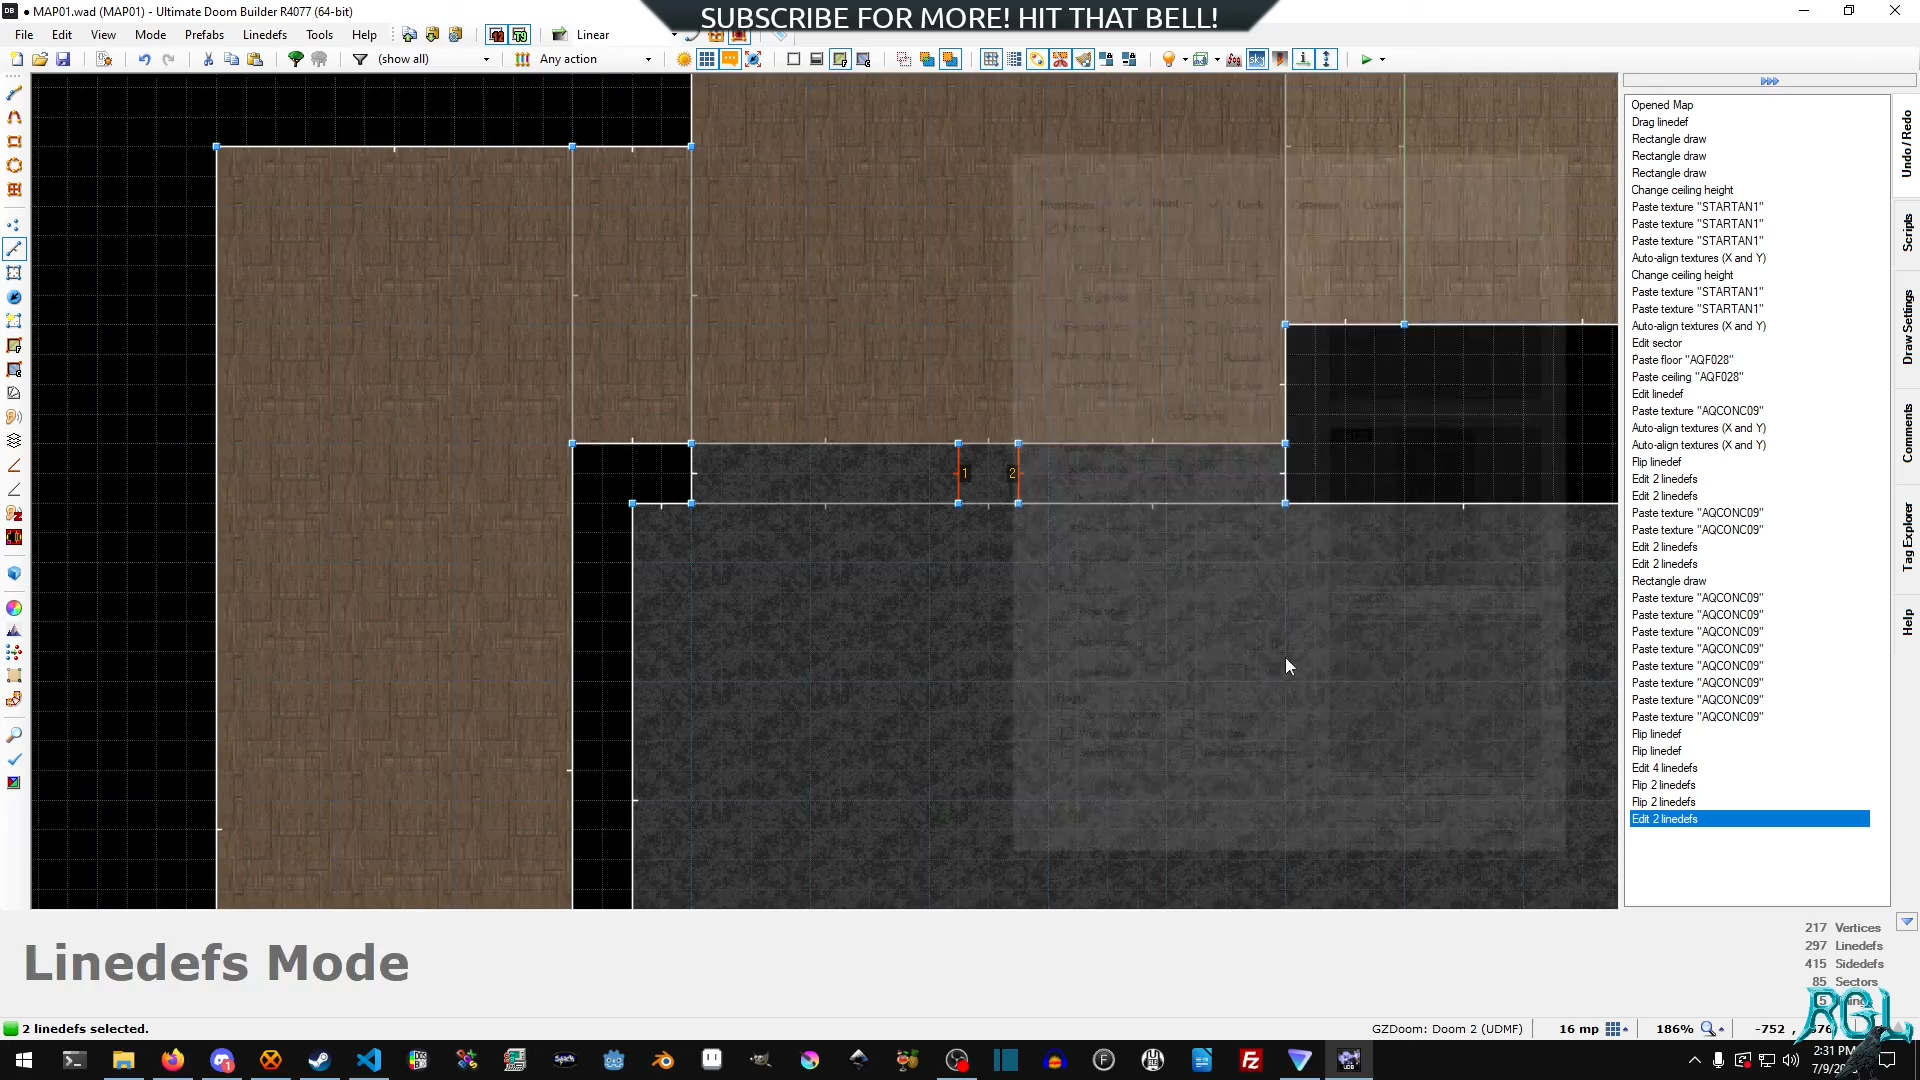 MAP01.wad (MAP01) - Ultimate Doom Builder R4077 (64-bit)
SUBSCRIBE FOR MORE! HIT THAT BELL!
File Edit View Mode Prefabs Linedefs Tools Help
Linear
(show all)
Any action
Opened Map
Drag linedef
Rectangle draw
Rectangle draw
Rectangle draw
Change ceiling height
Paste texture "STARTAN1"
Paste texture "STARTAN1"
Paste texture "STARTAN1"
Auto-align textures (X and Y)
Change ceiling height
Paste texture "STARTAN1"
Paste texture "STARTAN1"
Auto-align textures (X and Y)
Edit sector
Paste floor "AQF028"
Paste ceiling "AQF028"
Edit linedef
Paste texture "AQCONC09"
Auto-align textures (X and Y)
Auto-align textures (X and Y)
Flip linedef
Edit 2 linedefs
Edit 2 linedefs
Paste texture "AQCONC09"
Paste texture "AQCONC09"
Edit 2 linedefs
Edit 2 linedefs
Rectangle draw
Paste texture "AQCONC09"
Paste texture "AQCONC09"
Paste texture "AQCONC09"
Paste texture "AQCONC09"
Paste texture "AQCONC09"
Paste texture "AQCONC09"
Paste texture "AQCONC09"
Paste texture "AQCONC09"
Flip linedef
Flip linedef
Edit 4 linedefs
Flip 2 linedefs
Flip 2 linedefs
Edit 2 linedefs
Undo / Redo
Scripts
Draw Settings
Comments
Tag Explorer
Help
1
2
Linedefs Mode
217 Vertices
297 Linedefs
415 Sidedefs
85 Sectors
RGL
2 linedefs selected.
GZDoom: Doom 2 (UDMF)
16 mp
186%
-752 ,
2:31 PM